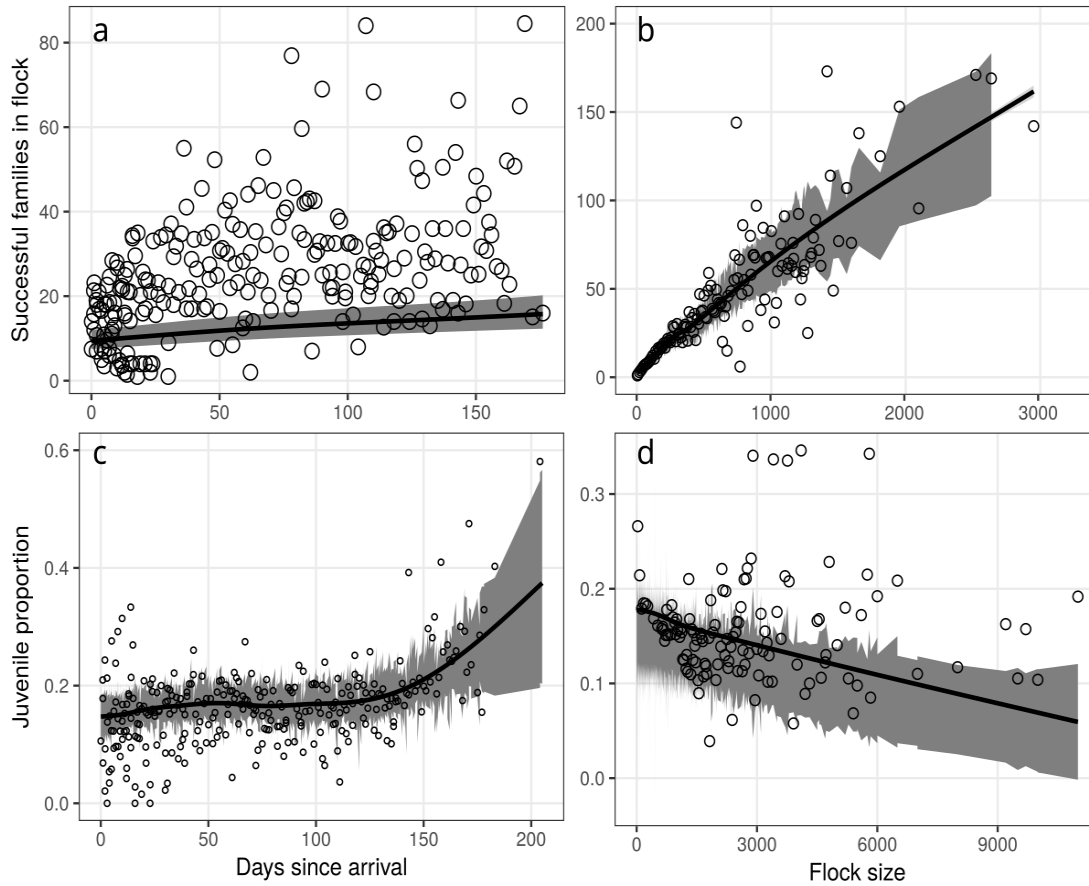 a
b
Successful families in flock
80
60
40
20
0
200
150
100
50
0
0 50 100 150
0 1000 2000 3000
c
d
Juvenile proportion
0.6
0.4
0.2
0.0
0.3
0.2
0.1
0.0
0 50 100 150 200
0 3000 6000 9000
Days since arrival
Flock size